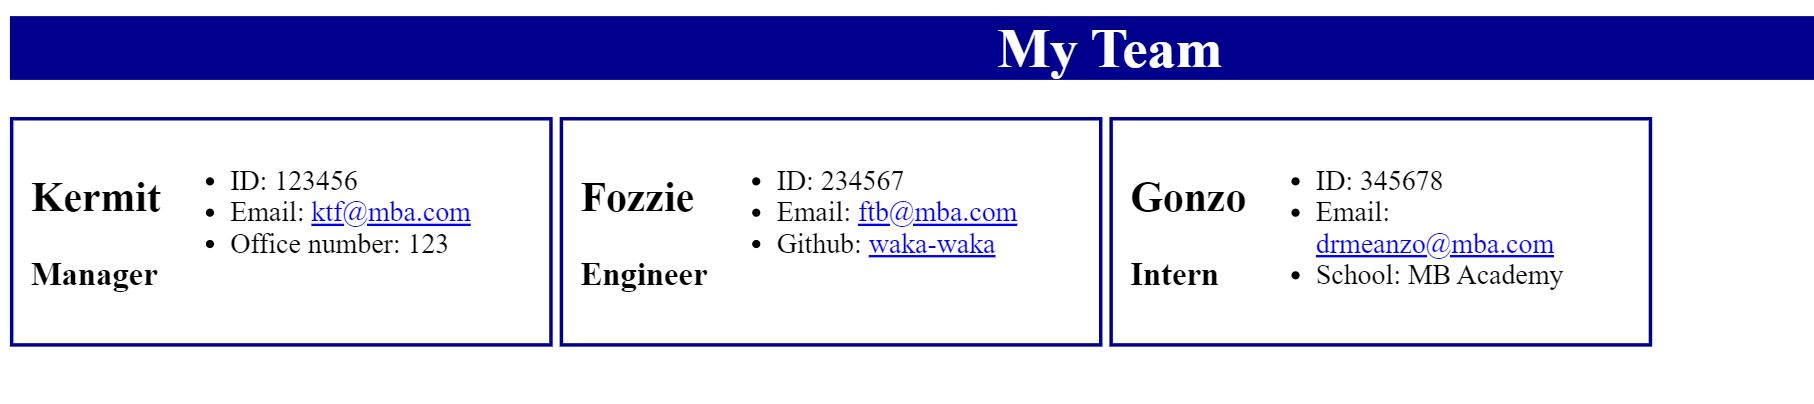 My Team
Kermit
Manager
ID: 123456
Email: ktf@mba.com
Office number: 123
Fozzie
Engineer
ID: 234567
Email: ftb@mba.com
Github: waka-waka
Gonzo
Intern
ID: 345678
Email:
drmeanzo@mba.com
School: MB Academy